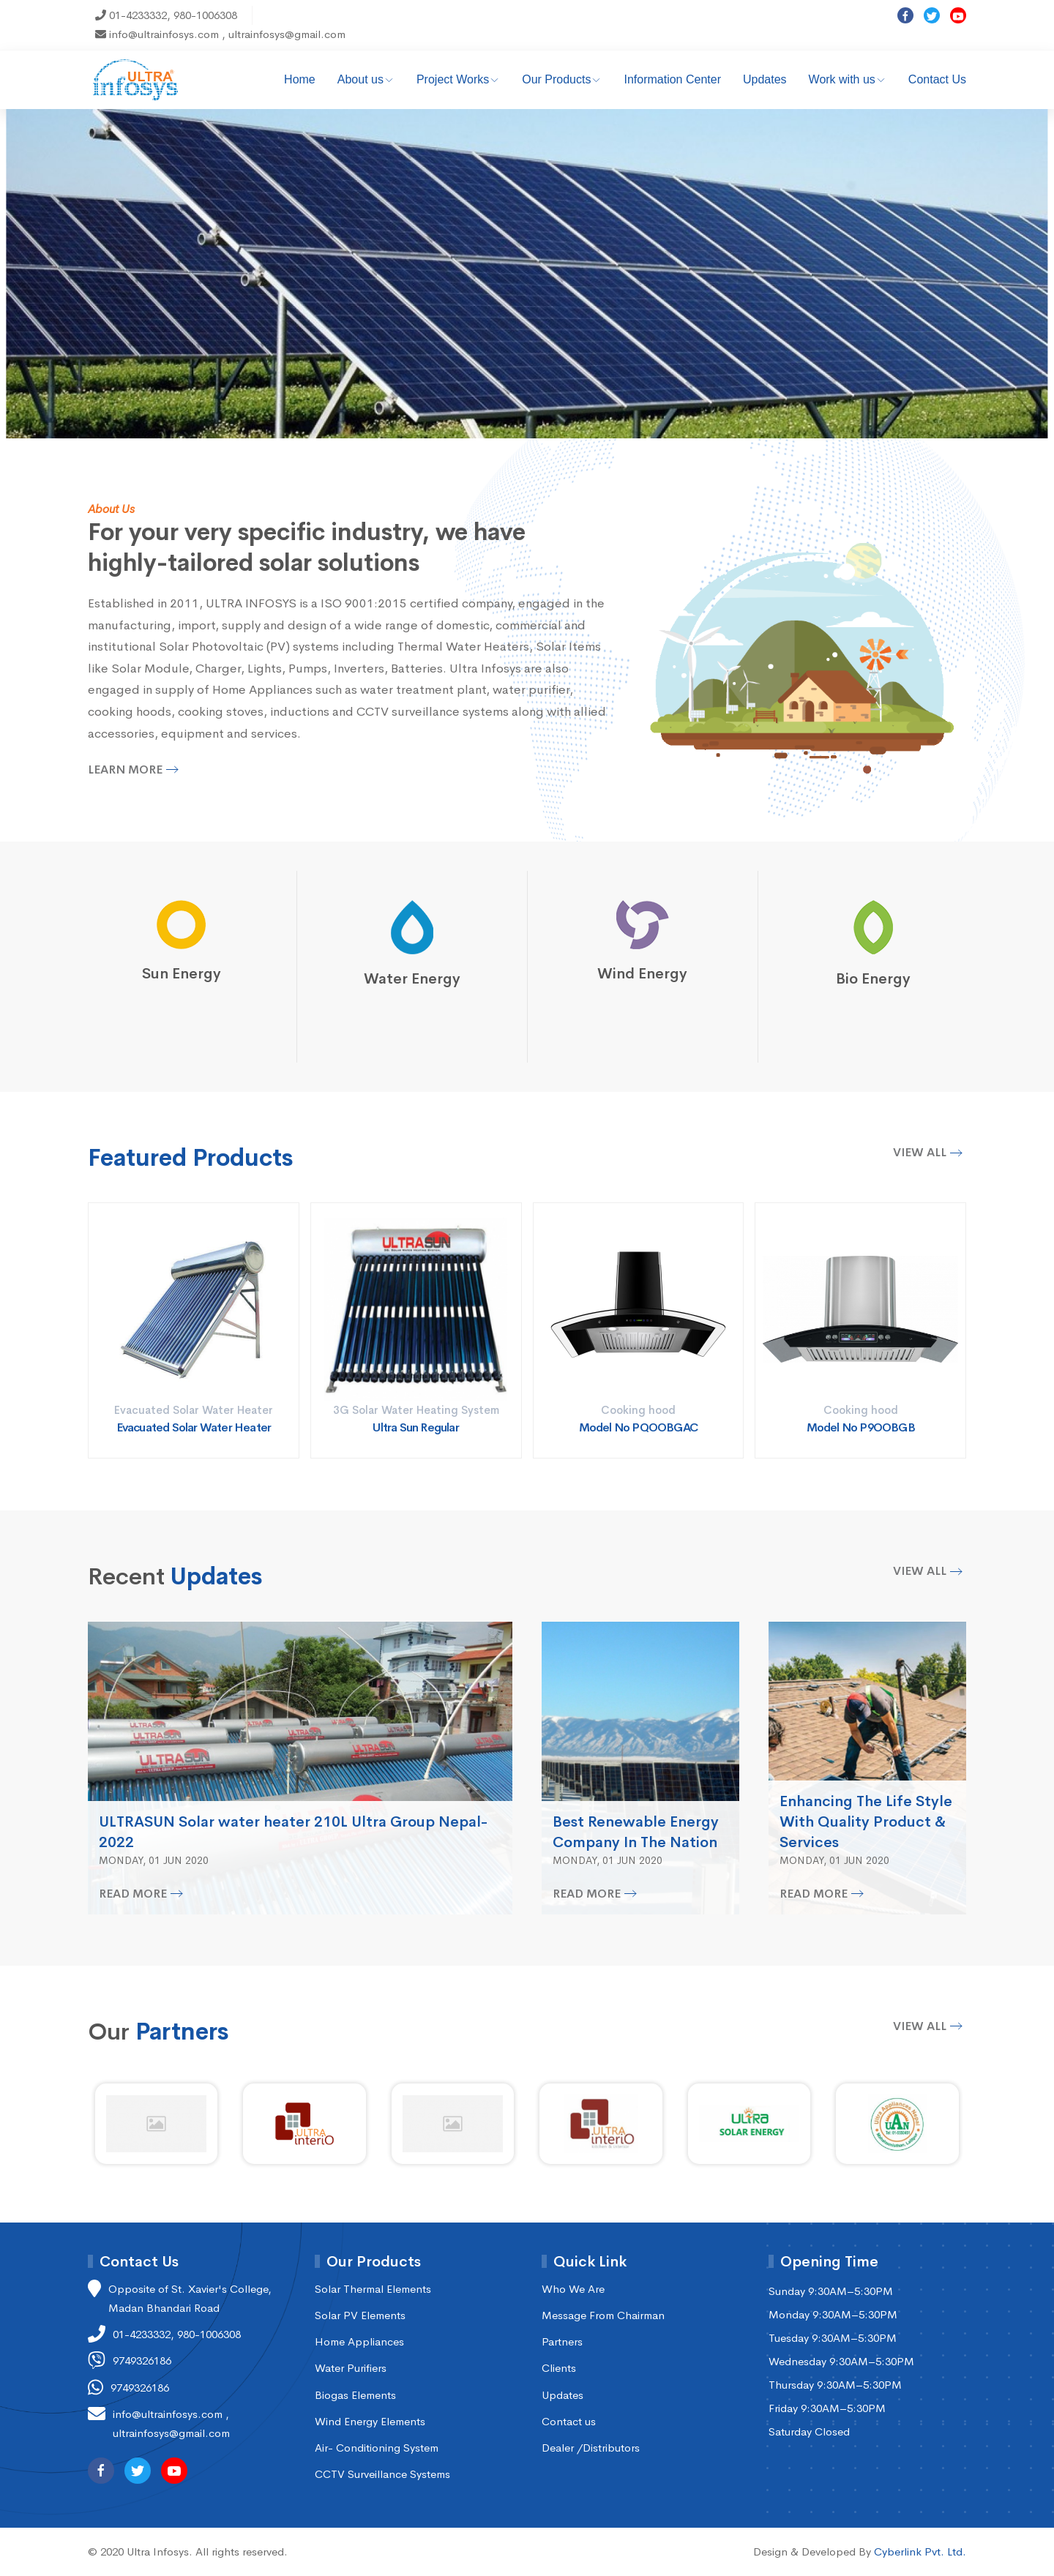 01-4233332, 980-1006308
info@ultrainfosys.com , ultrainfosys@gmail.com
ULTRA
infosys
Home About us Project Works Our Products Information Center Updates Work with us Contact Us
About Us
For your very specific industry, we have
highly-tailored solar solutions
Established in 2011, ULTRA INFOSYS is a ISO 9001:2015 certified company, engaged in the
manufacturing, import, supply and design of a wide range of domestic, commercial and
institutional Solar Photovoltaic (PV) systems including Thermal Water Heaters, Solar Items
like Solar Module, Charger, Lights, Pumps, Inverters, Batteries. Ultra Infosys are also
engaged in supply of Home Appliances such as water treatment plant, water purifier,
cooking hoods, cooking stoves, inductions and CCTV surveillance systems along with allied
accessories, equipment and services.
LEARN MORE
Sun Energy
Water Energy
Wind Energy
Bio Energy
Featured Products
VIEW ALL
ULTRASUN
Evacuated Solar Water Heater
Evacuated Solar Water Heater
3G Solar Water Heating System
Ultra Sun Regular
Cooking hood
Model No PQOOBGAC
Cooking hood
Model No P9OOBGB
Recent Updates
VIEW ALL
ULTRASUN
ULTRASUN
ULTRASUN
ULTRASUN
ULTRASUN Solar water heater 210L Ultra Group Nepal-
2022
MONDAY, 01 JUN 2020
READ MORE
Best Renewable Energy
Company In The Nation
MONDAY, 01 JUN 2020
READ MORE
Enhancing The Life Style
With Quality Product &
Services
MONDAY, 01 JUN 2020
READ MORE
Our Partners
VIEW ALL
ULTRA
interiO
ULTRA
interiO
ULTRA
SOLAR ENERGY
UAN
Contact Us
Opposite of St. Xavier's College,
Madan Bhandari Road
01-4233332, 980-1006308
9749326186
9749326186
info@ultrainfosys.com ,
ultrainfosys@gmail.com
Our Products
Solar Thermal Elements
Solar PV Elements
Home Appliances
Water Purifiers
Biogas Elements
Wind Energy Elements
Air- Conditioning System
CCTV Surveillance Systems
Quick Link
Who We Are
Message From Chairman
Partners
Clients
Updates
Contact us
Dealer /Distributors
Opening Time
Sunday 9:30AM–5:30PM
Monday 9:30AM–5:30PM
Tuesday 9:30AM–5:30PM
Wednesday 9:30AM–5:30PM
Thursday 9:30AM–5:30PM
Friday 9:30AM–5:30PM
Saturday Closed
© 2020 Ultra Infosys. All rights reserved.
Design & Developed By Cyberlink Pvt. Ltd.